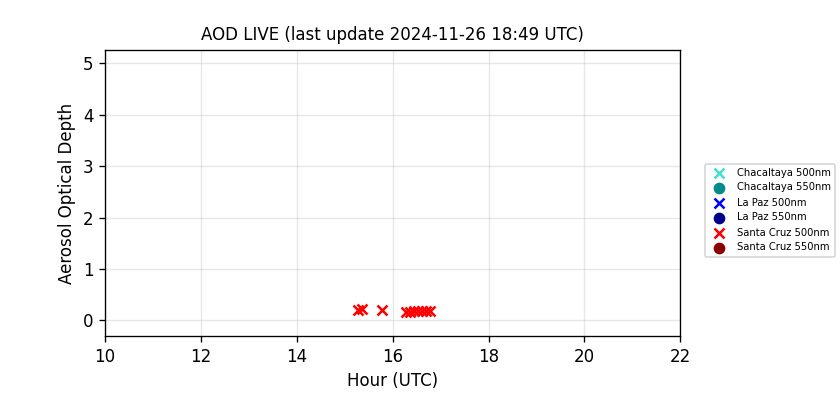 AOD LIVE (last update 2024-11-26 18:49 UTC)
5
4
3
2
1
0
Aerosol Optical Depth
10 12 14 16 18 20 22
Hour (UTC)
Chacaltaya 500nm
Chacaltaya 550nm
La Paz 500nm
La Paz 550nm
Santa Cruz 500nm
Santa Cruz 550nm